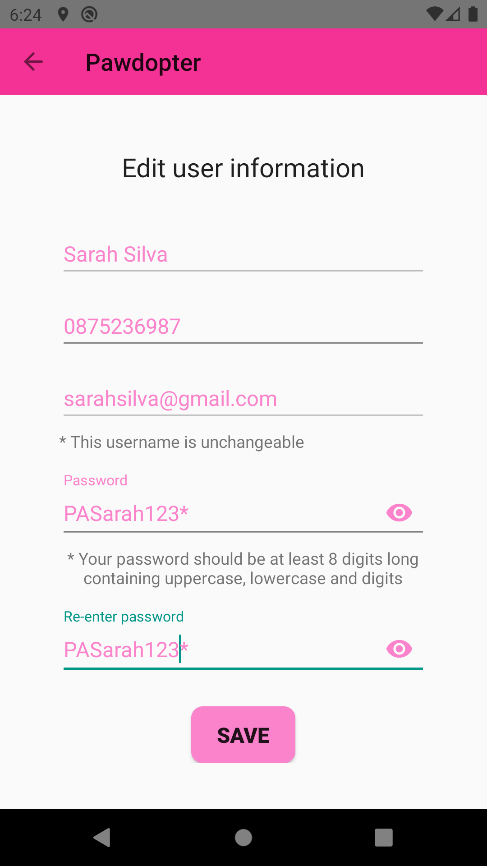 6:24
Pawdopter
Edit user information
Sarah Silva
0875236987
sarahsilva@gmail.com
* This username is unchangeable
Password
PASarah123*
* Your password should be at least 8 digits long
containing uppercase, lowercase and digits
Re-enter password
PASarah123*
SAVE